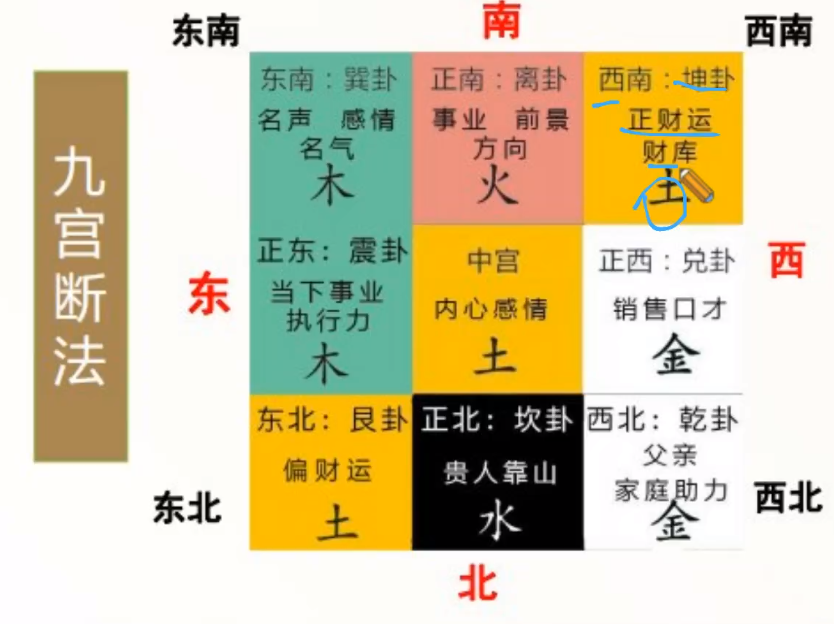 东南
南
西南
九宫断法
东南：巽卦
名声 感情
名气
木
正南：离卦
事业 前景
方向
火
西南：坤卦
正财运
财库
土
东
正东：震卦
当下事业
执行力
木
中宫
内心感情
土
正西：兑卦
销售口才
金
西
东北
东北：艮卦
偏财运
土
正北：坎卦
贵人靠山
水
西北：乾卦
父亲
家庭助力
金
西北
北